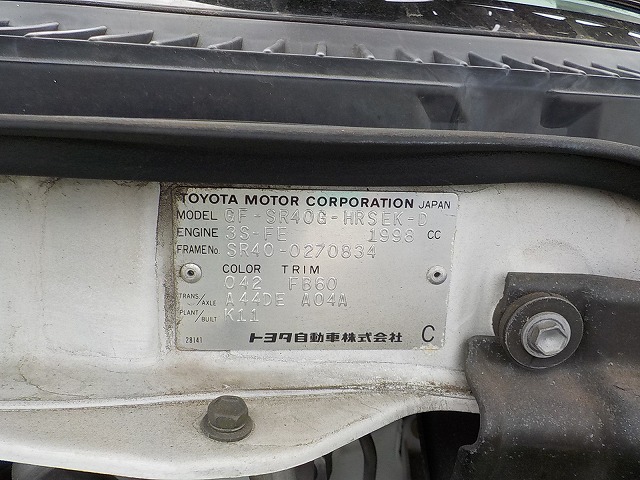 TOYOTA MOTOR CORPORATION JAPAN
MODEL GF-SR40G-HRSEK-D
ENGINE 3S-FE 1998 CC
FRAME No. SR40-0270834
COLOR TRIM
042 FB60
TRANS/AXLE A44DE A04A
PLANT/BUILT K11
28141 トヨタ自動車株式会社 C